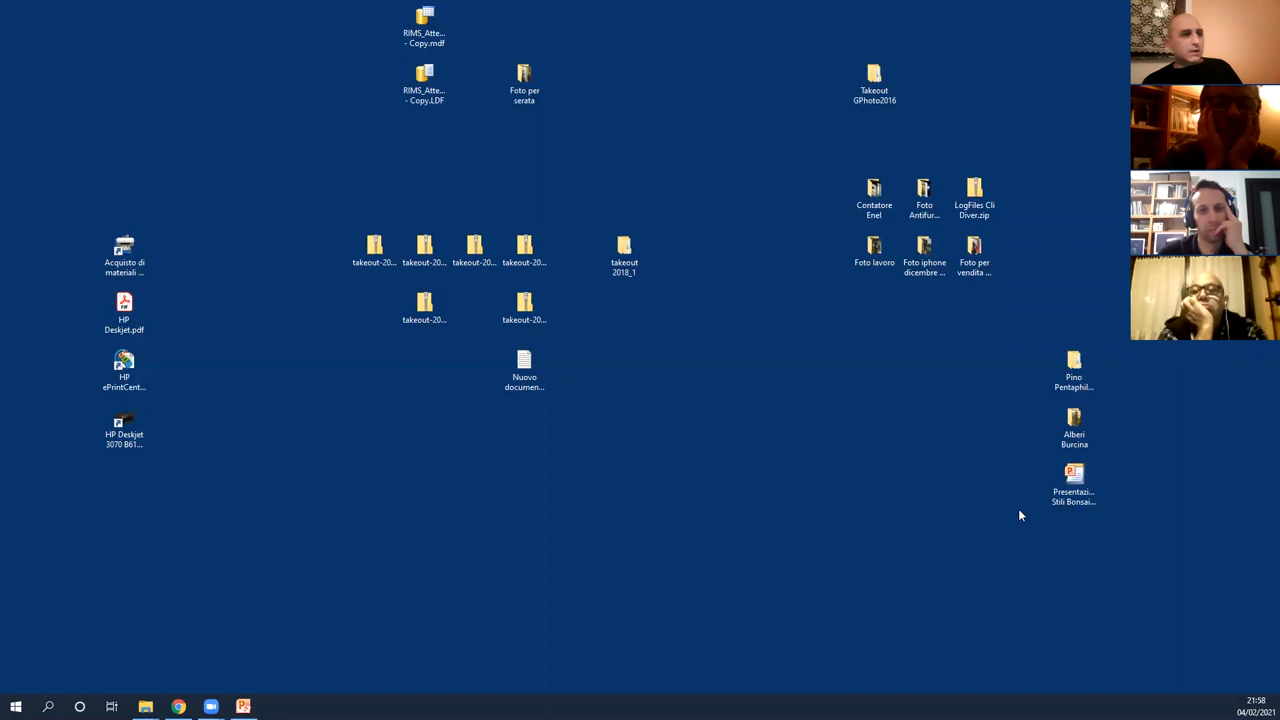 RIMS_Atte...
- Copy.mdf
RIMS_Atte...
- Copy.LDF
Foto per
serata
Takeout
GPhoto2016
Contatore
Enel
Foto
Antifur...
LogFiles Cli
Diver.zip
Acquisto di
materiali ...
takeout-20...
takeout-20...
takeout-20...
takeout-20...
takeout
2018_1
Foto lavoro
Foto iphone
dicembre ...
Foto per
vendita ...
HP
Deskjet.pdf
takeout-20...
takeout-20...
HP
ePrintCent...
Nuovo
documen...
Pino
Pentaphil...
HP Deskjet
3070 B61...
Alberi
Burcina
Presentazi...
Stili Bonsai...
21:58
04/02/2021